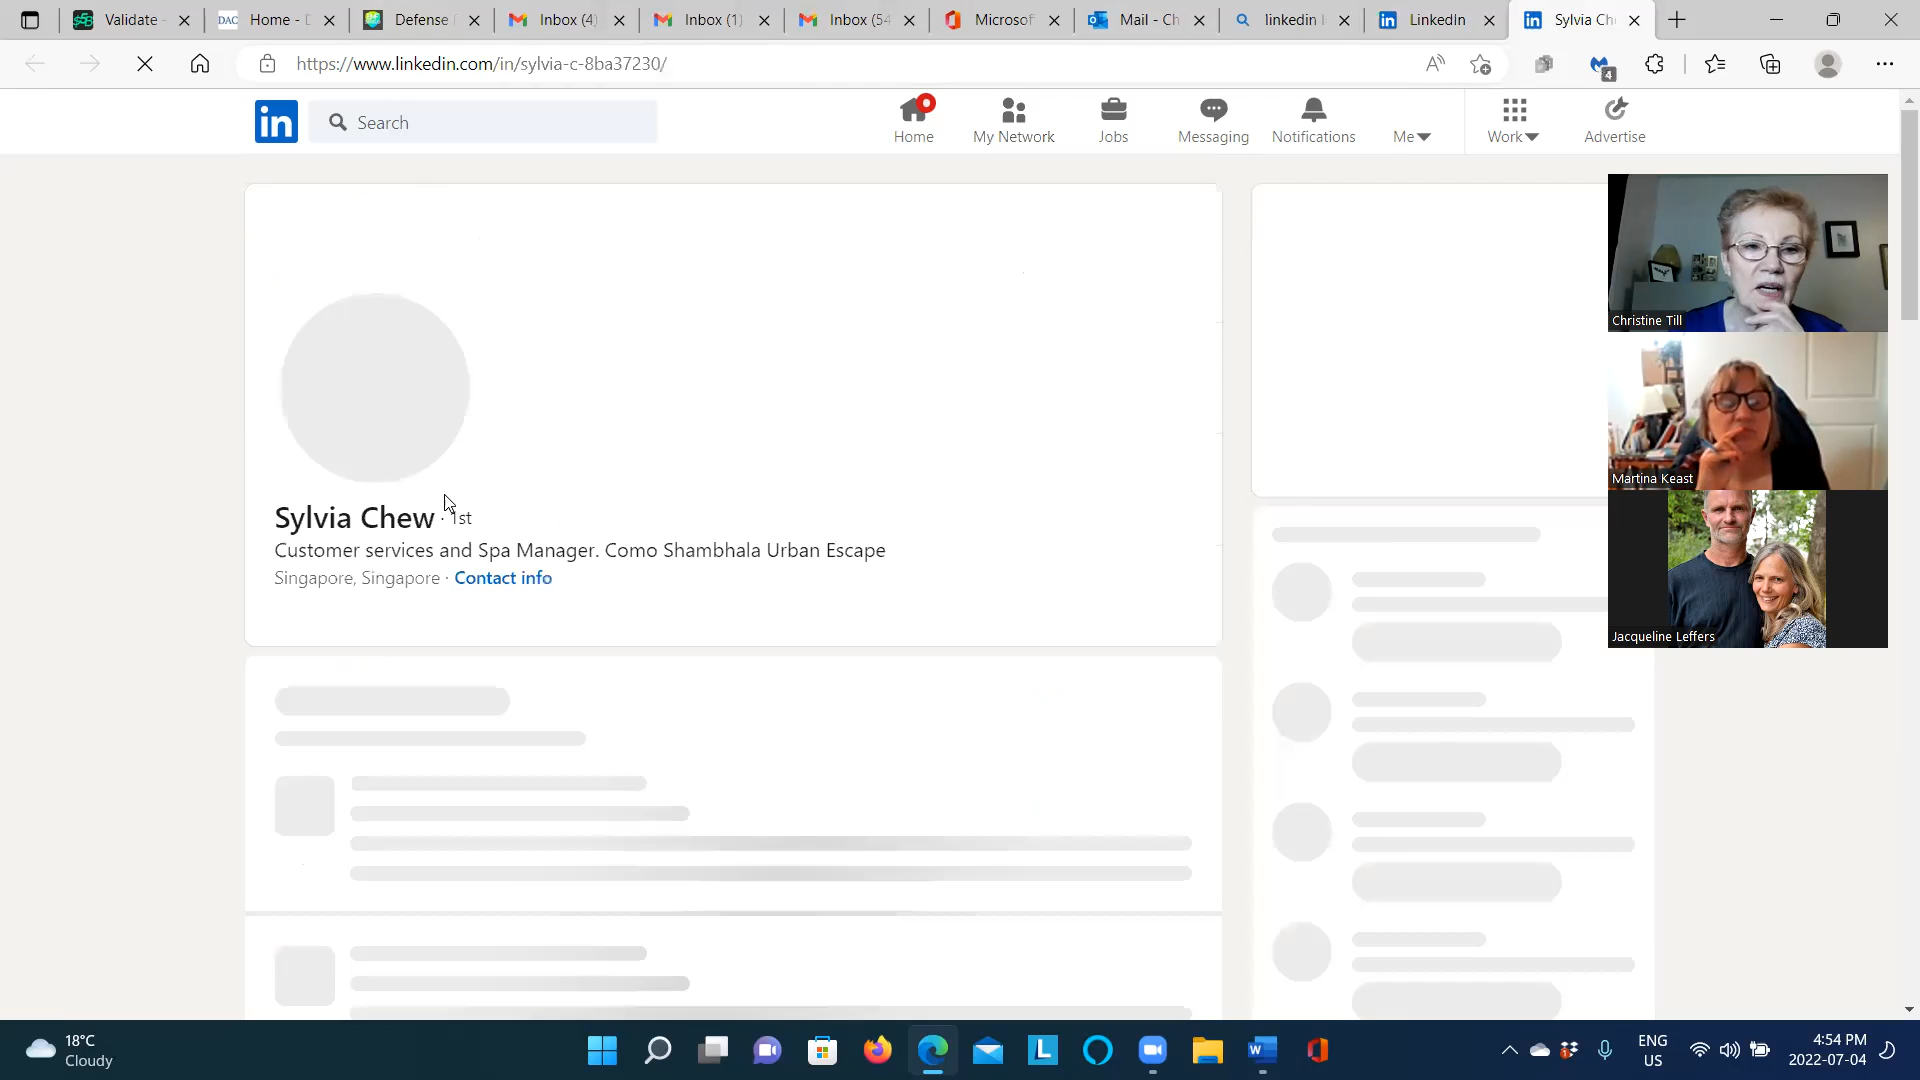 Validate -
DAC
Home - D
Defense
Inbox (4)
Inbox (1)
Inbox (54
Microsof
Mail - Ch
linkedin l
LinkedIn
Sylvia Ch
https://www.linkedin.com/in/sylvia-c-8ba37230/
4
in
Search
Home
My Network
Jobs
Messaging
Notifications
Me
Work
Advertise
Christine Till
Martina Keast
Jacqueline Leffers
Sylvia Chew · 1st
Customer services and Spa Manager. Como Shambhala Urban Escape
Singapore, Singapore · Contact info
18°C
Cloudy
L
W
ENG
US
4:54 PM
2022-07-04